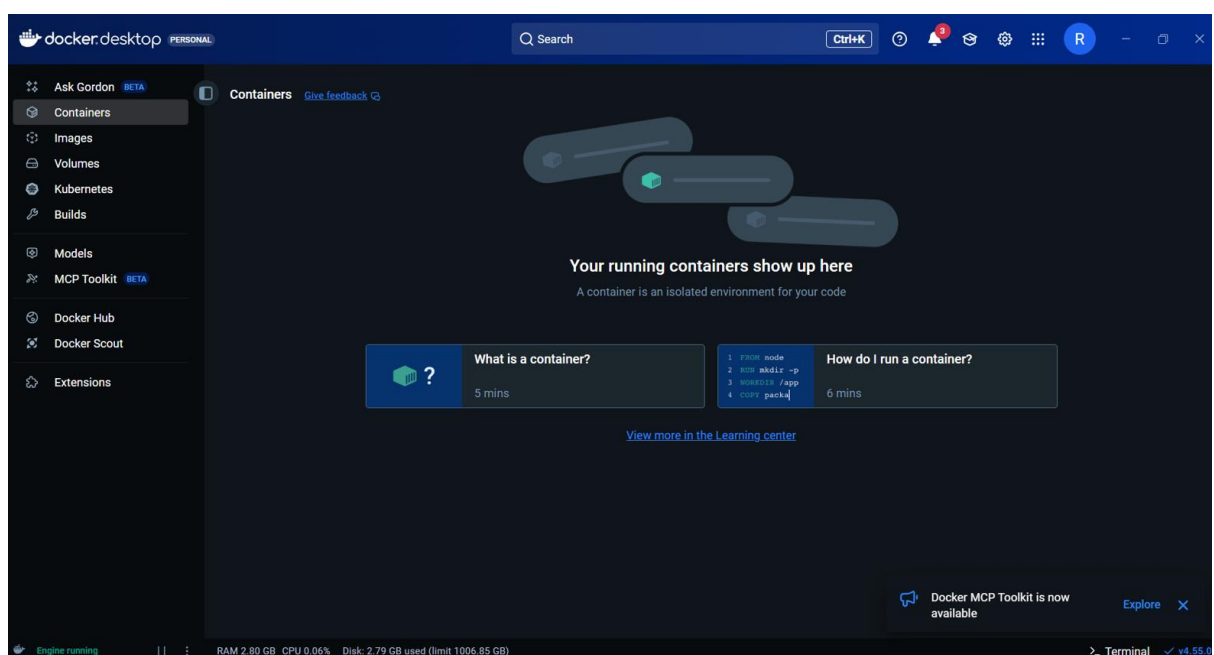 docker.desktop PERSONAL
Search
Ctrl+K
3
R
Ask Gordon BETA
Containers
Images
Volumes
Kubernetes
Builds
Models
MCP Toolkit BETA
Docker Hub
Docker Scout
Extensions
Containers Give feedback
Your running containers show up here
A container is an isolated environment for your code
?
What is a container?
5 mins
1 FROM node
2 RUN mkdir -p
3 WORKDIR /app
4 COPY packa
How do I run a container?
6 mins
View more in the Learning center
Docker MCP Toolkit is now
available
Explore
Engine running
RAM 2.80 GB CPU 0.06% Disk: 2.79 GB used (limit 1006.85 GB)
Terminal
v4.55.0